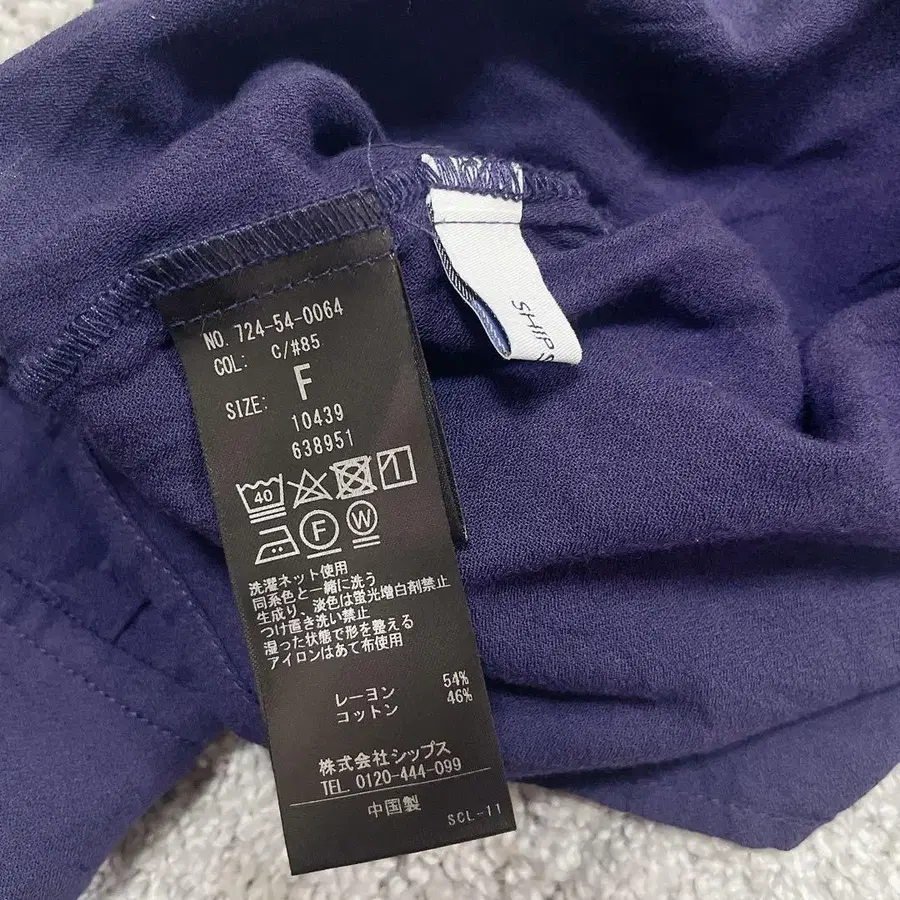 NO. 724-54-0064
COL: C/#85
SIZE: F
10439
638951
40
F W
洗濯ネット使用
同系色と一緒に洗う
生成り、淡色は蛍光増白剤禁止
つけ置き洗い禁止
湿った状態で形を整える
アイロンはあて布使用
レーヨン 54%
コットン 46%
株式会社シップス
TEL. 0120-444-099
中国製
SCL-11
SHIP S